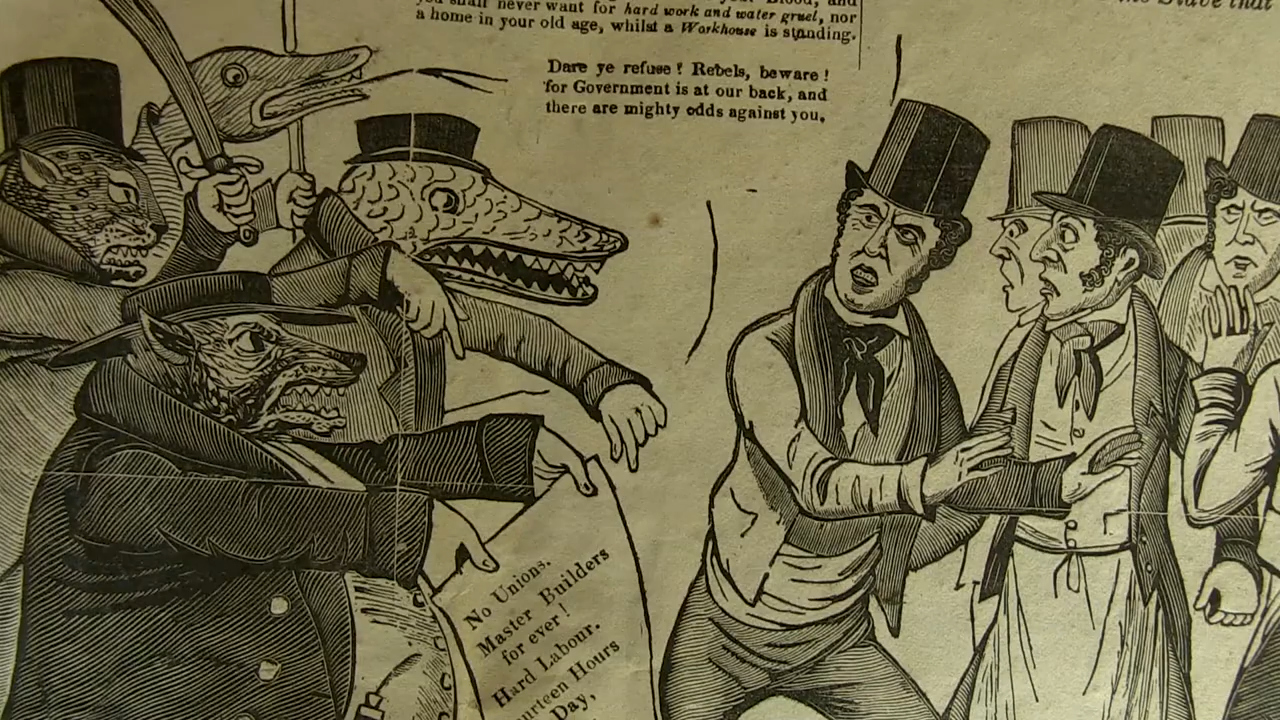 you shall never want for hard work and water gruel, nor
a home in your old age, whilst a Workhouse is standing.
Dare ye refuse? Rebels, beware!
for Government is at our back, and
there are mighty odds against you,
No Unions.
Master Builders
for ever!
Hard Labour.
Hours
Day,